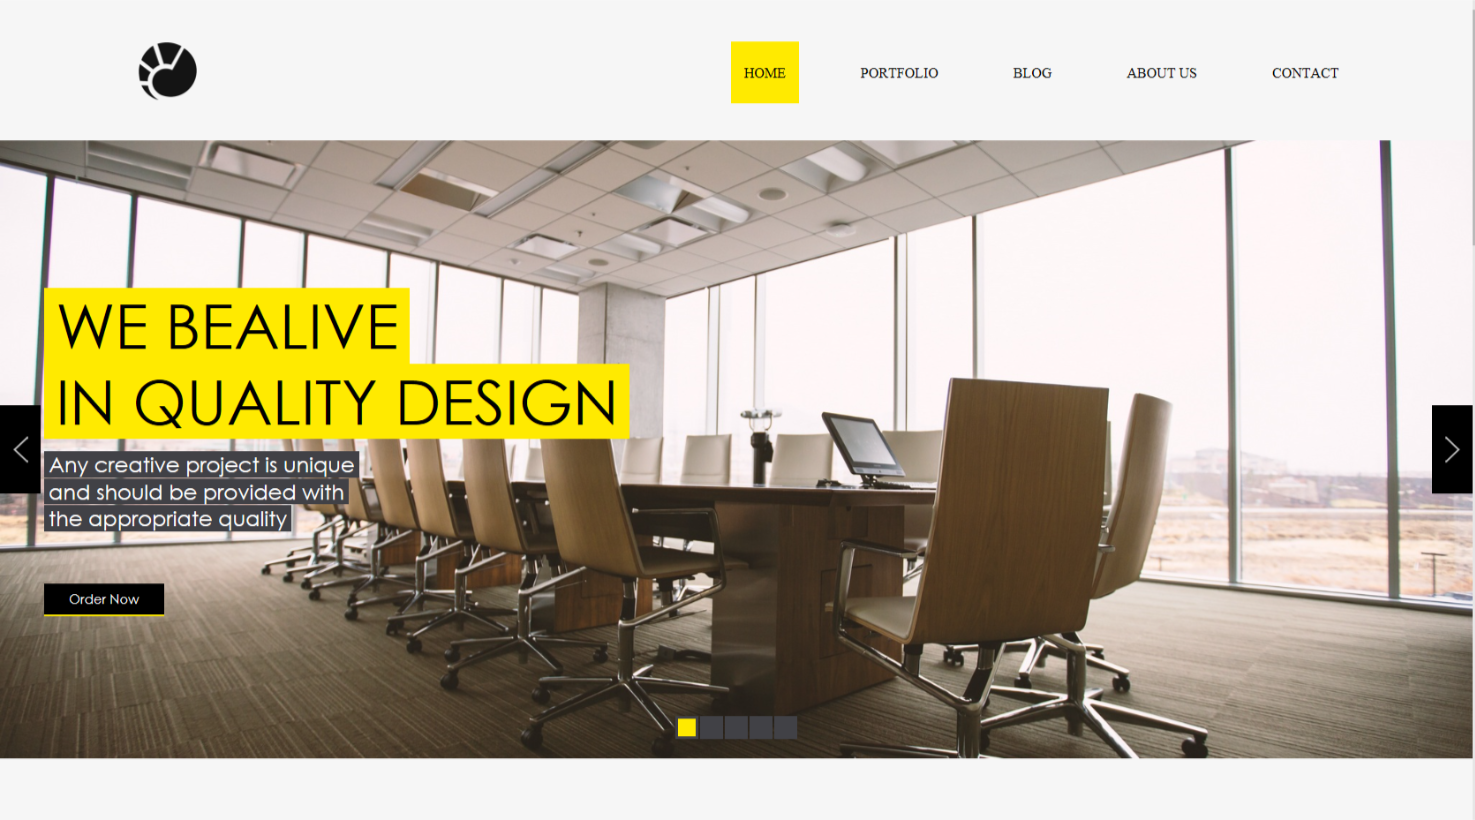 HOME
PORTFOLIO
BLOG
ABOUT US
CONTACT
WE BEALIVE
IN QUALITY DESIGN
Any creative project is unique
and should be provided with
the appropriate quality
Order Now